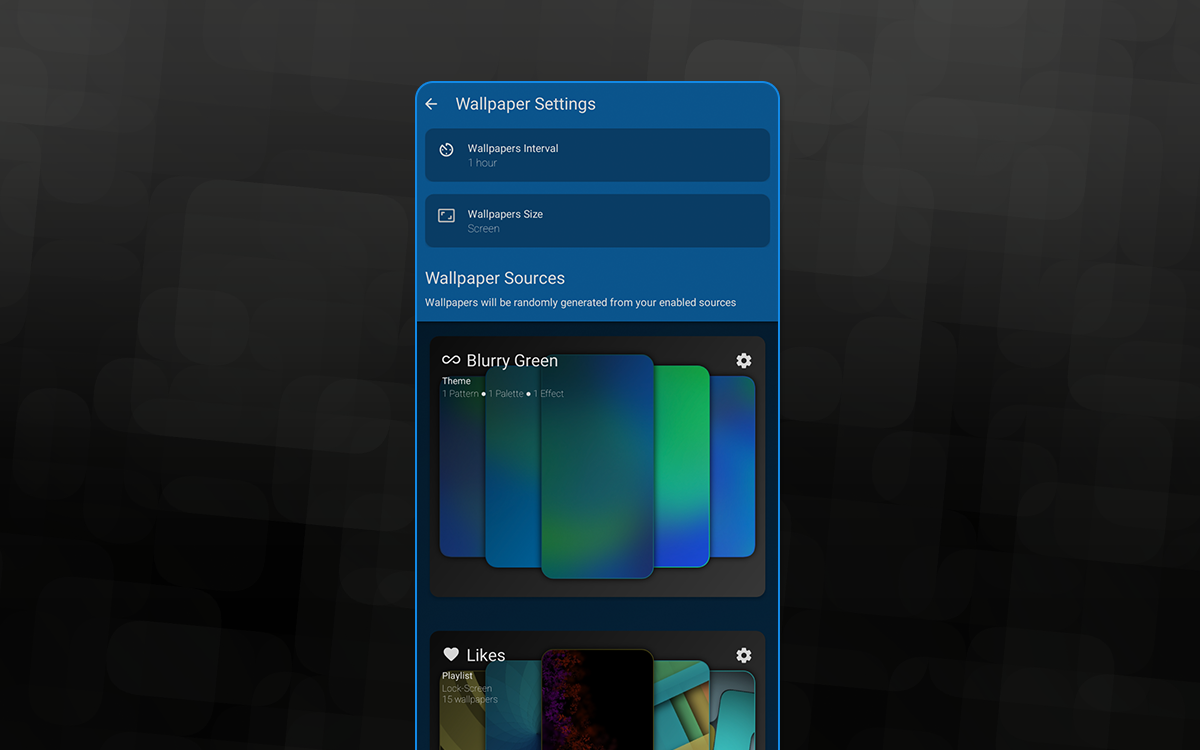 Wallpaper Settings
Wallpapers Interval
1 hour
Wallpapers Size
Screen
Wallpaper Sources
Wallpapers will be randomly generated from your enabled sources
Blurry Green
Theme
1 Pattern ● 1 Palette ● 1 Effect
Likes
Playlist
Lock-Screen
15 wallpapers